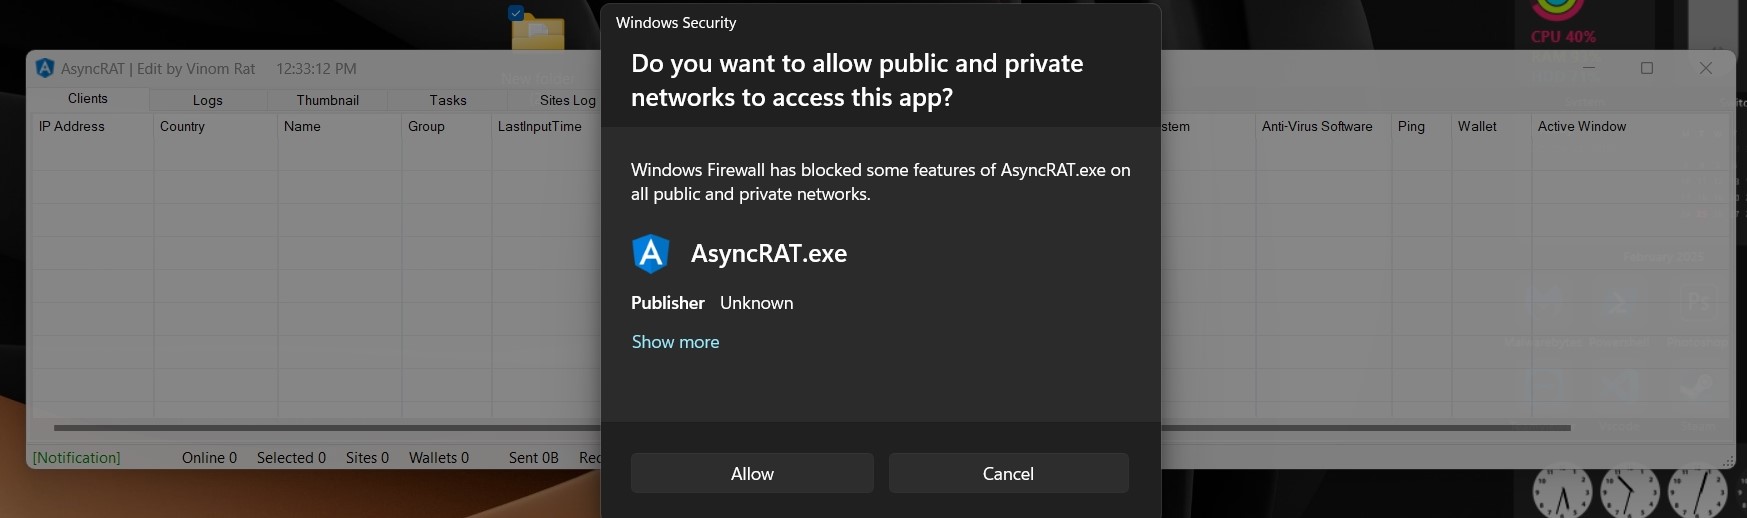 Windows Security
Do you want to allow public and private
networks to access this app?
CPU 40%
AsyncRAT | Edit by Vinom Rat 12:33:12 PM
New folder
Clients Logs Thumbnail Tasks Sites Log
IP Address Country Name Group LastInputTime stem Anti-Virus Software Ping Wallet Active Window
Windows Firewall has blocked some features of AsyncRAT.exe on
all public and private networks.
AsyncRAT.exe
Publisher Unknown
Show more
Ps
[Notification] Online 0 Selected 0 Sites 0 Wallets 0 Sent 0B Rec
Allow Cancel